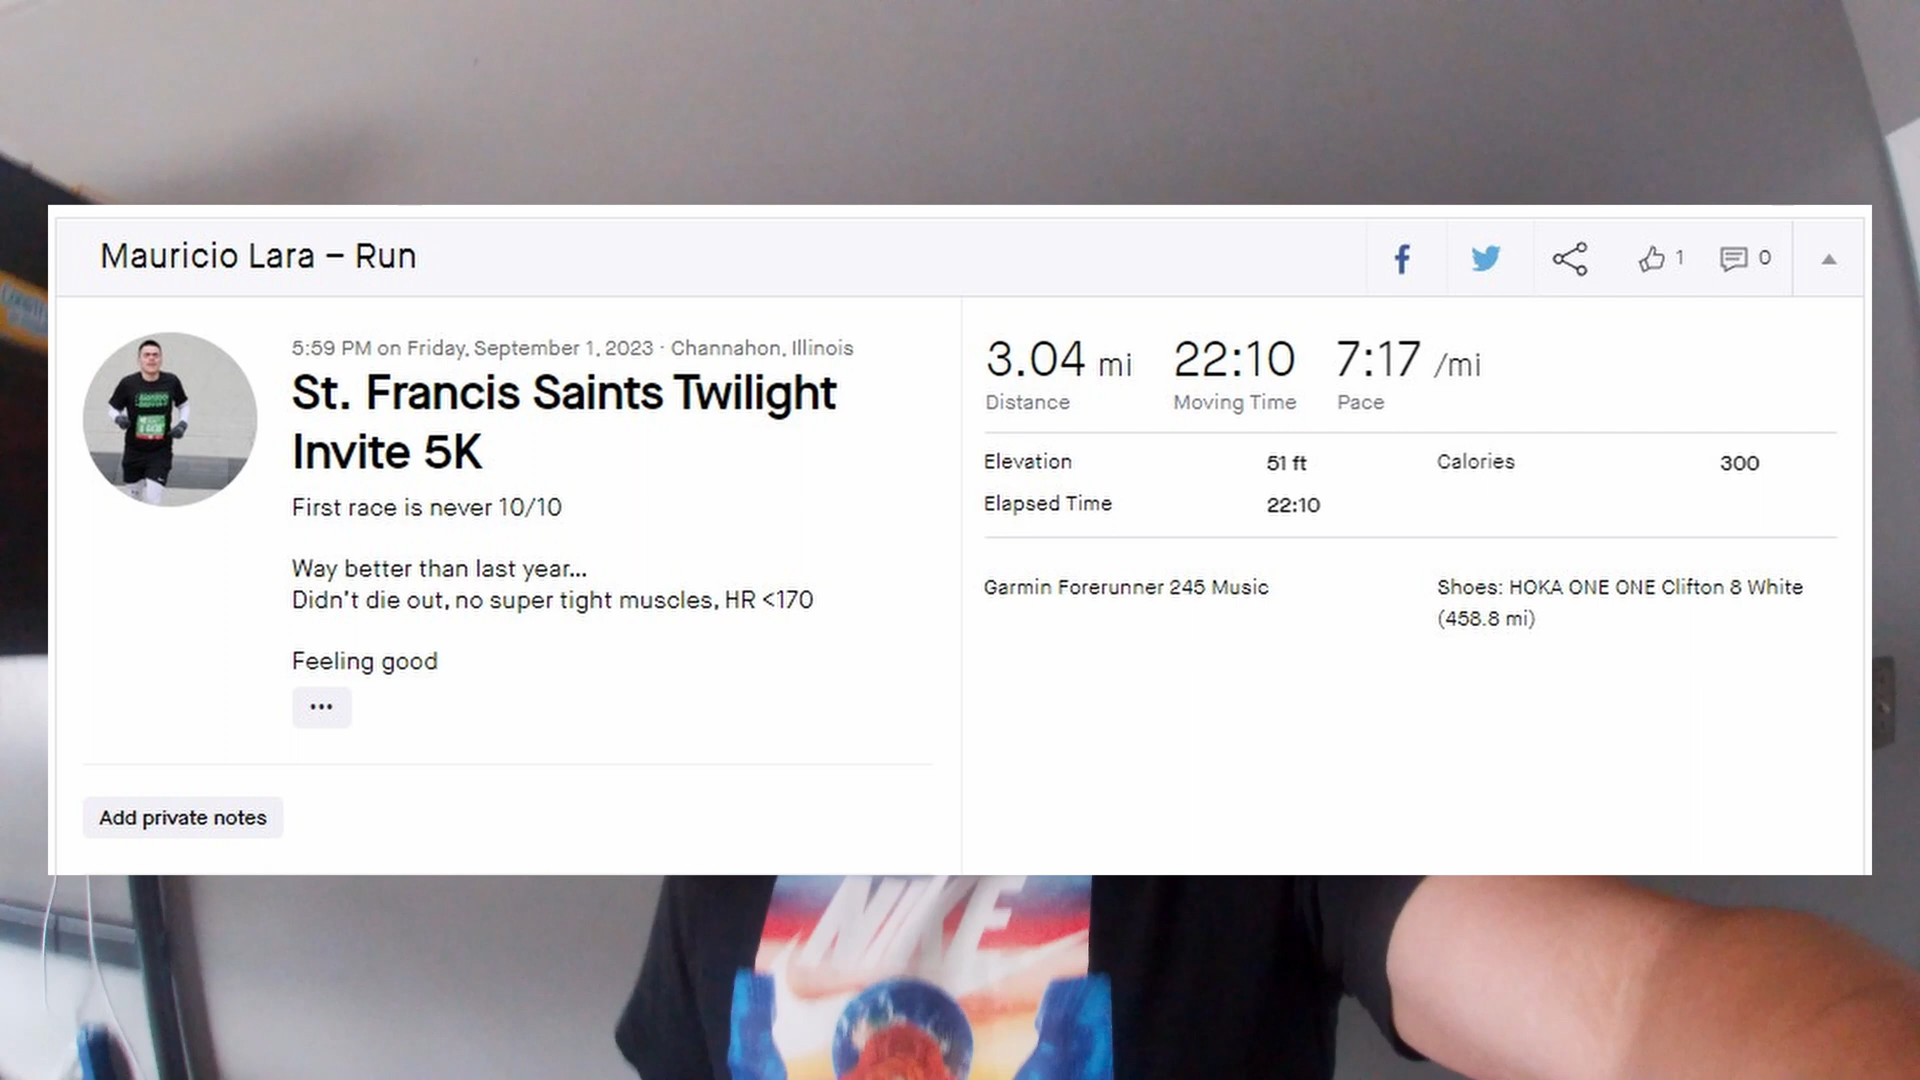 Mauricio Lara – Run
1
0
5:59 PM on Friday, September 1, 2023 · Channahon, Illinois
St. Francis Saints Twilight
Invite 5K
First race is never 10/10
Way better than last year...
Didn't die out, no super tight muscles, HR <170
Feeling good
•••
Add private notes
3.04 mi 22:10 7:17 /mi
Distance Moving Time Pace
Elevation 51 ft Calories 300
Elapsed Time 22:10
Garmin Forerunner 245 Music
Shoes: HOKA ONE ONE Clifton 8 White
(458.8 mi)
NIKE